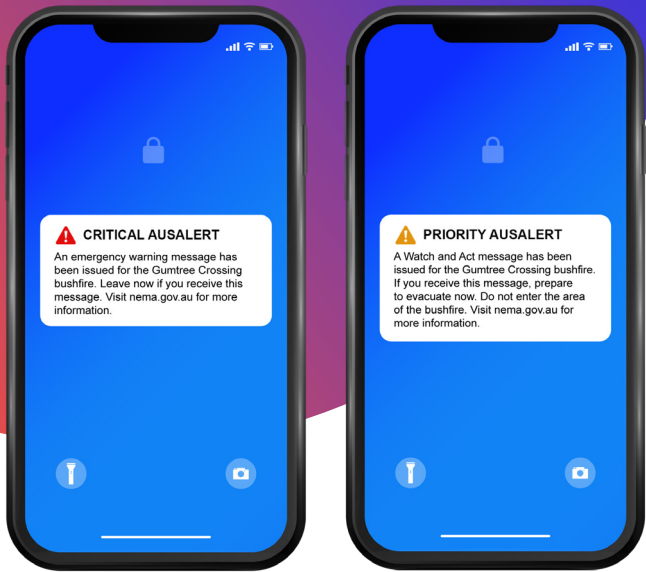 CRITICAL AUSALERT
An emergency warning message has
been issued for the Gumtree Crossing
bushfire. Leave now if you receive this
message. Visit nema.gov.au for more
information.
PRIORITY AUSALERT
A Watch and Act message has been
issued for the Gumtree Crossing bushfire.
If you receive this message, prepare
to evacuate now. Do not enter the area
of the bushfire. Visit nema.gov.au for
more information.